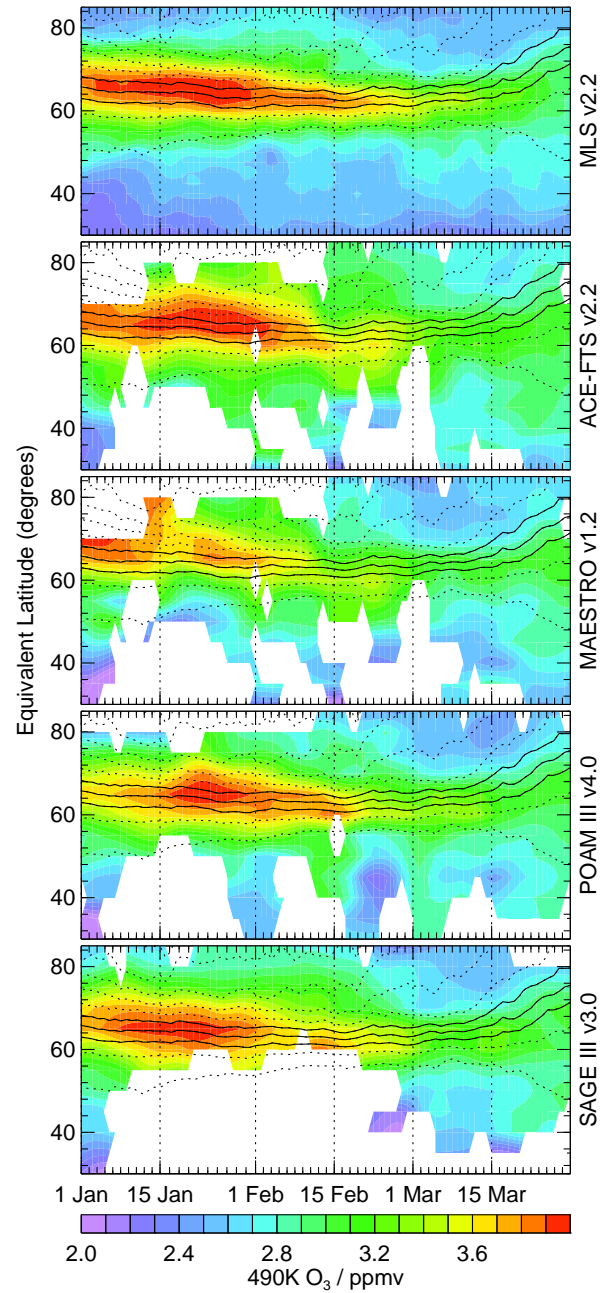 80
60
40
MLS v2.2
80
60
40
ACE-FTS v2.2
80
60
40
MAESTRO v1.2
80
60
40
POAM III v4.0
80
60
40
SAGE III v3.0
Equivalent Latitude (degrees)
1 Jan 15 Jan 1 Feb 15 Feb 1 Mar 15 Mar
2.0 2.4 2.8 3.2 3.6
490K O₃ / ppmv